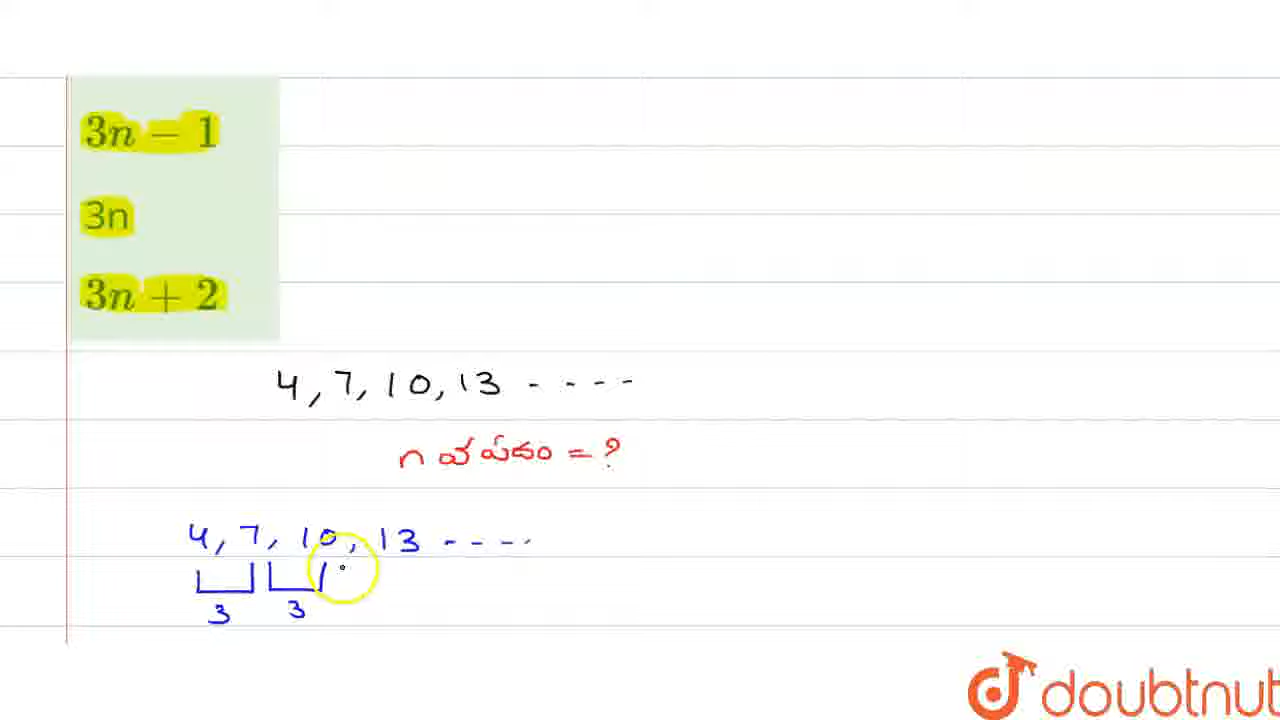 3n − 1
3n
3n + 2
4, 7, 10, 13 - - - -
n వ పదం = ?
4, 7, 10, 13 - - - -
3 3
doubtnut